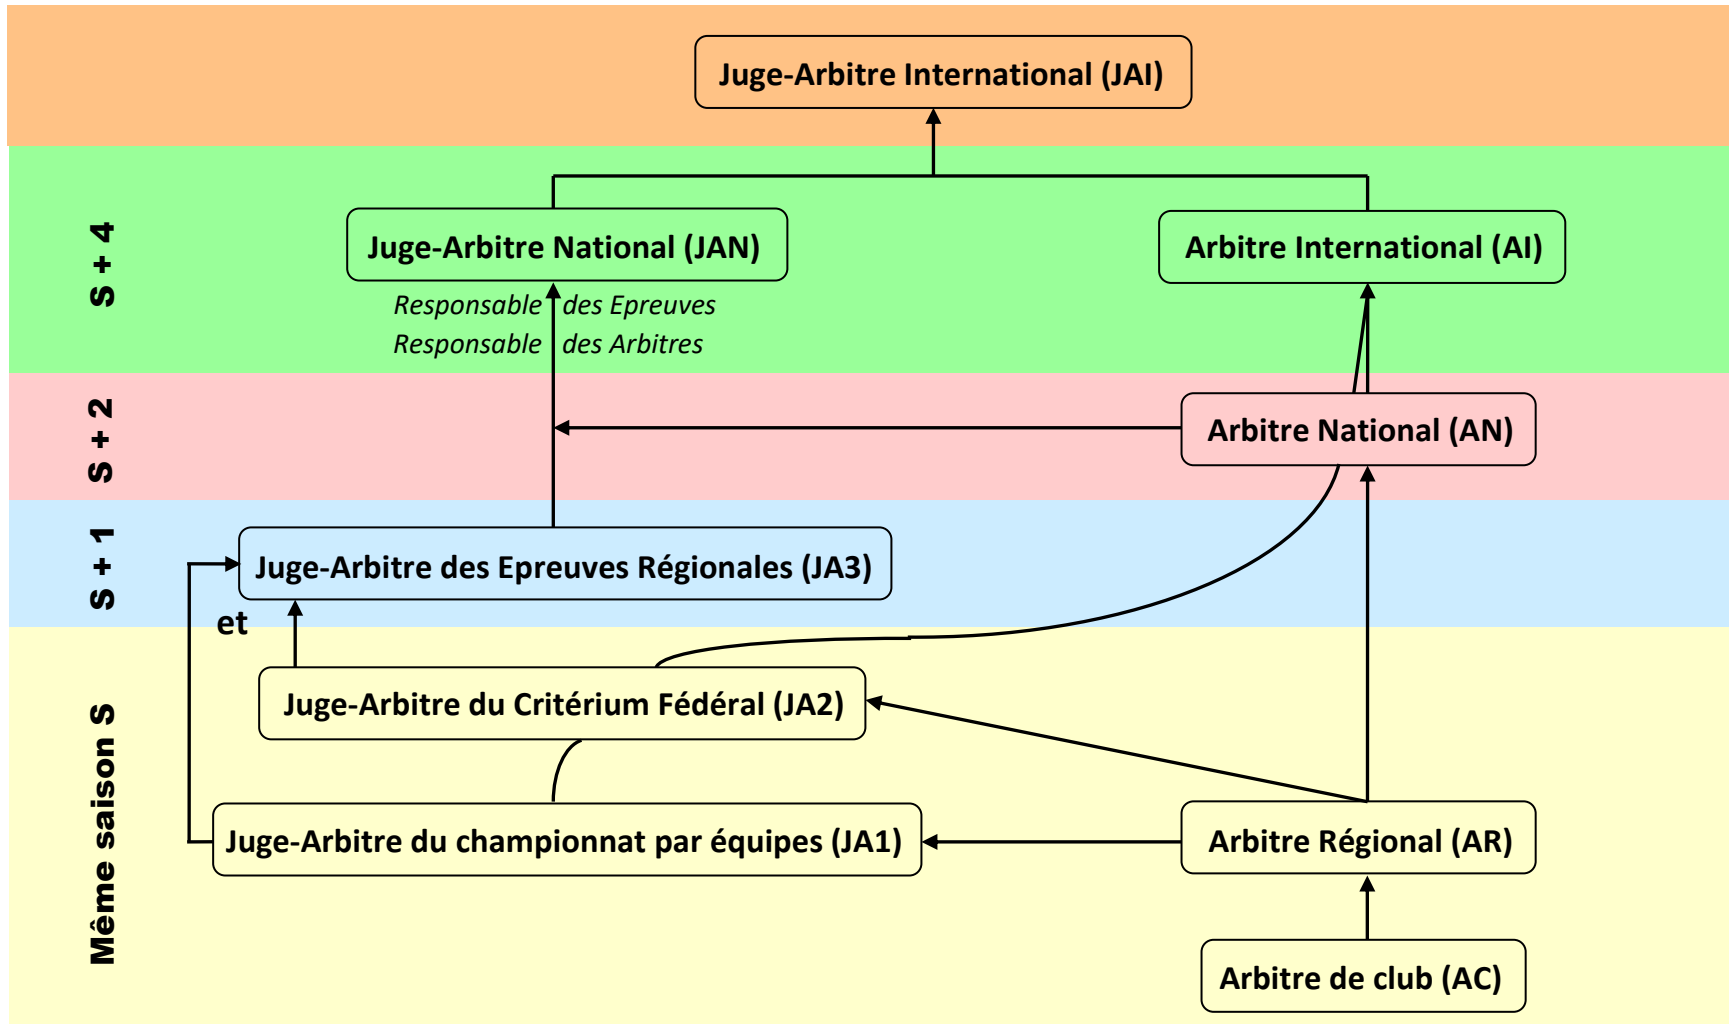 Juge-Arbitre International (JAI)
S + 4
Juge-Arbitre National (JAN)
Arbitre International (AI)
Responsable des Epreuves
Responsable des Arbitres
S + 2
Arbitre National (AN)
S + 1
Juge-Arbitre des Epreuves Régionales (JA3)
et
Même saison S
Juge-Arbitre du Critérium Fédéral (JA2)
Juge-Arbitre du championnat par équipes (JA1)
Arbitre Régional (AR)
Arbitre de club (AC)